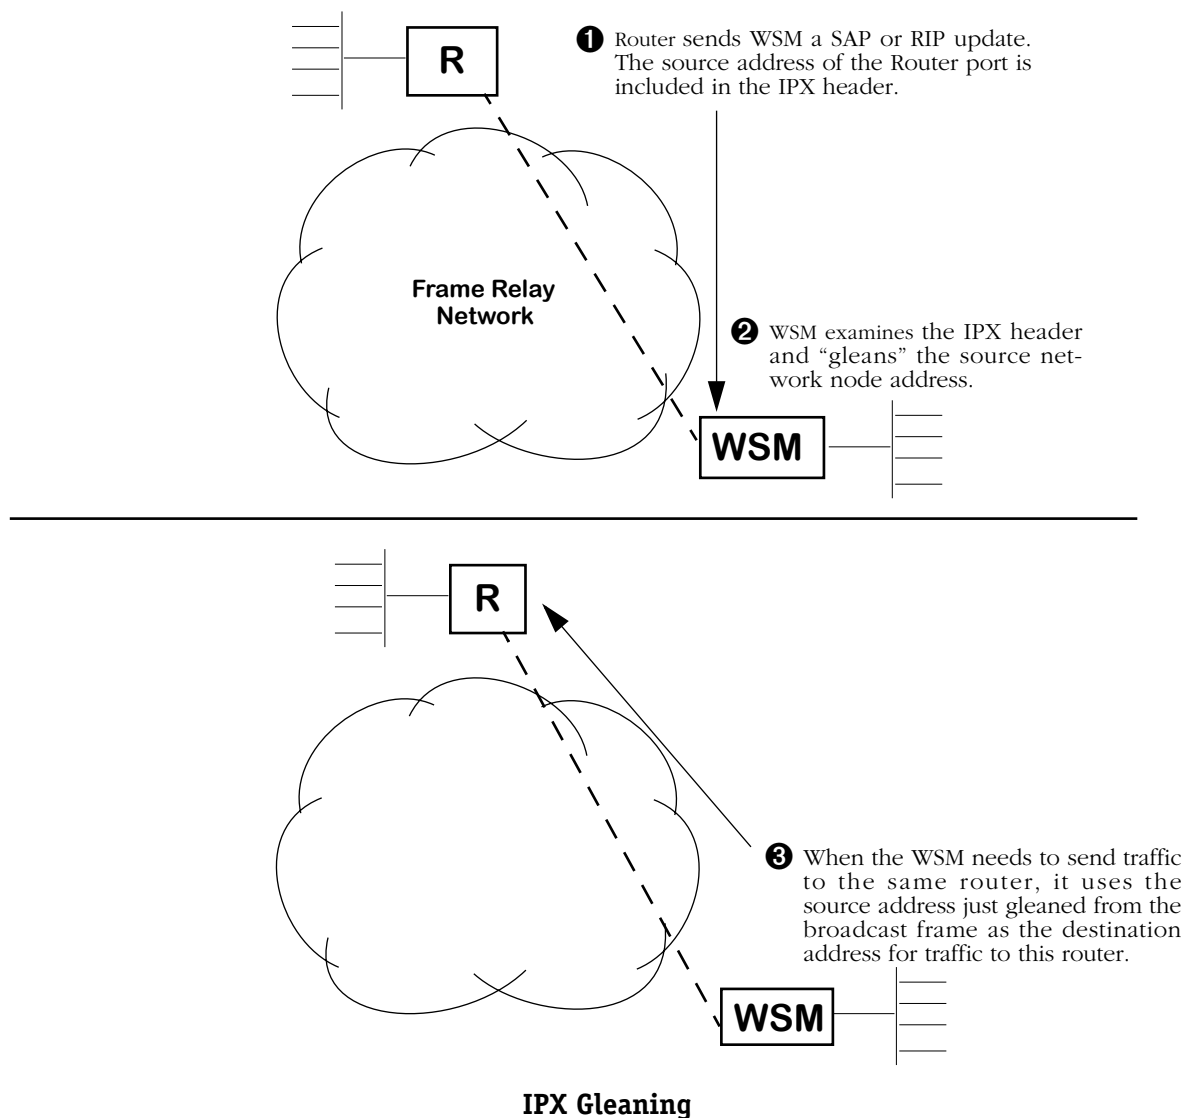 R
❶ Router sends WSM a SAP or RIP update.
The source address of the Router port is
included in the IPX header.
Frame Relay
Network
❷ WSM examines the IPX header
and “gleans” the source net-
work node address.
WSM
R
❸ When the WSM needs to send traffic
to the same router, it uses the
source address just gleaned from the
broadcast frame as the destination
address for traffic to this router.
WSM
IPX Gleaning